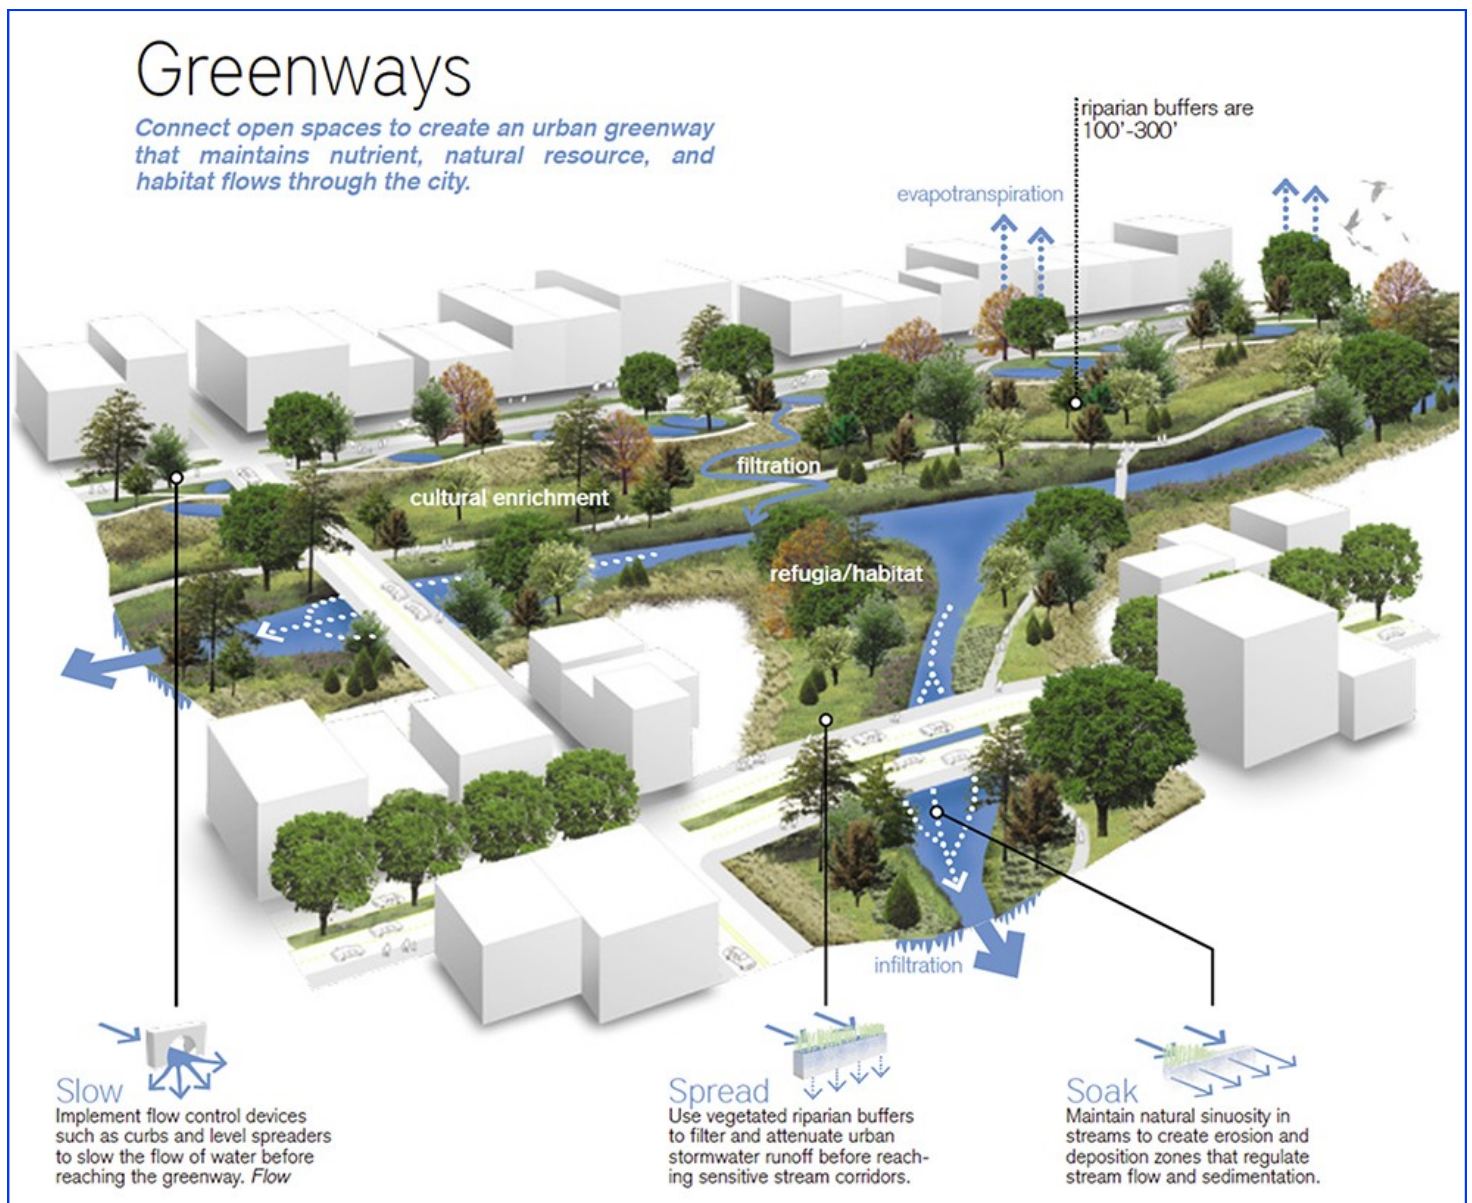 Greenways
Connect open spaces to create an urban greenway
that maintains nutrient, natural resource, and
habitat flows through the city.
riparian buffers are
100'-300'
evapotranspiration
filtration
cultural enrichment
refugia/habitat
infiltration
Slow
Implement flow control devices
such as curbs and level spreaders
to slow the flow of water before
reaching the greenway. Flow
Spread
Use vegetated riparian buffers
to filter and attenuate urban
stormwater runoff before reach-
ing sensitive stream corridors.
Soak
Maintain natural sinuosity in
streams to create erosion and
deposition zones that regulate
stream flow and sedimentation.